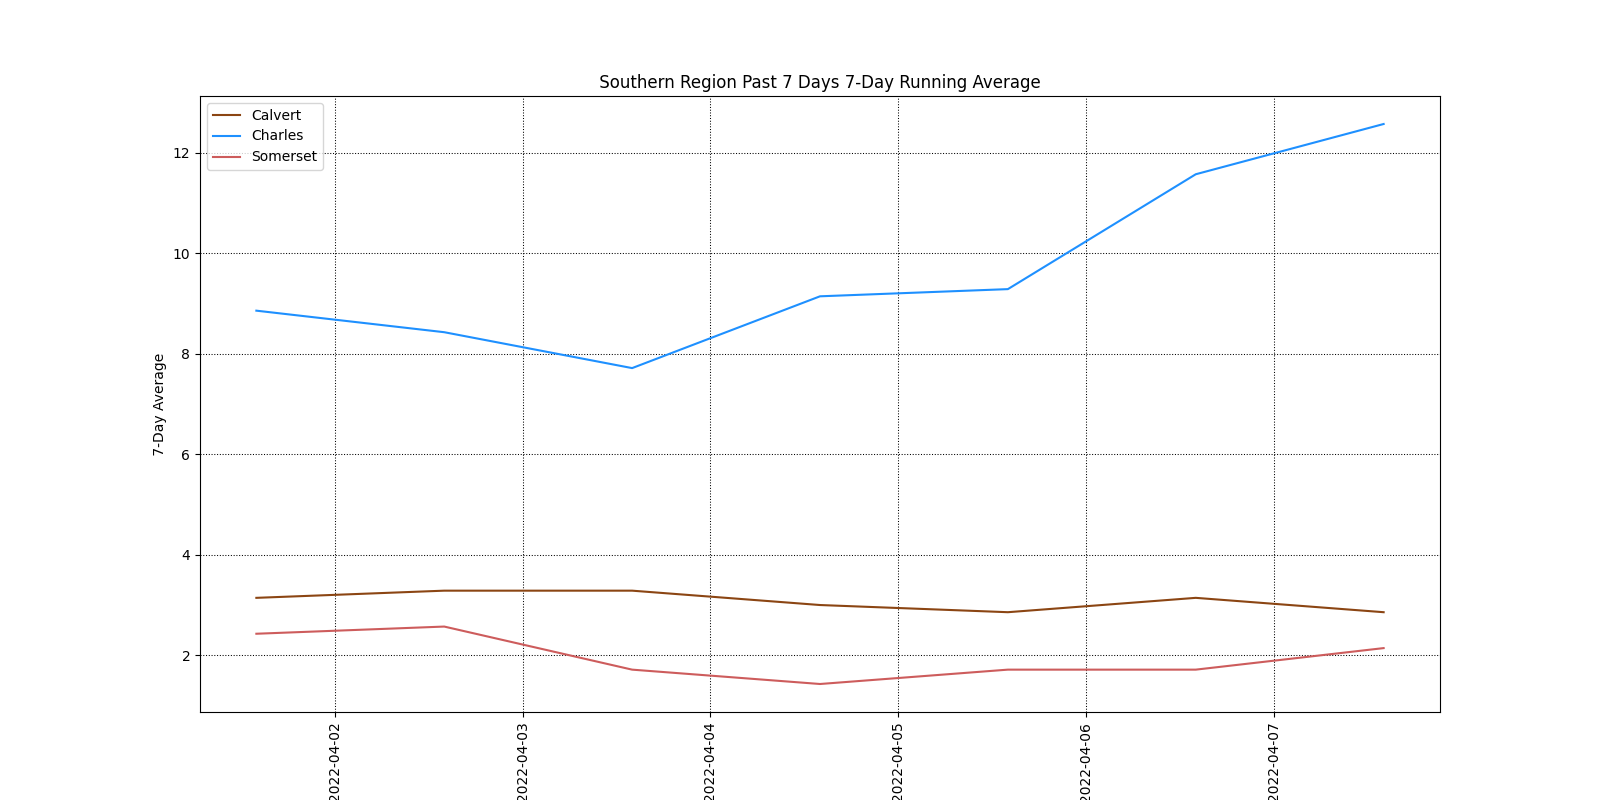 Southern Region Past 7 Days 7-Day Running Average
Calvert
Charles
Somerset
12
10
8
6
4
2
7-Day Average
2022-04-02
2022-04-03
2022-04-04
2022-04-05
2022-04-06
2022-04-07